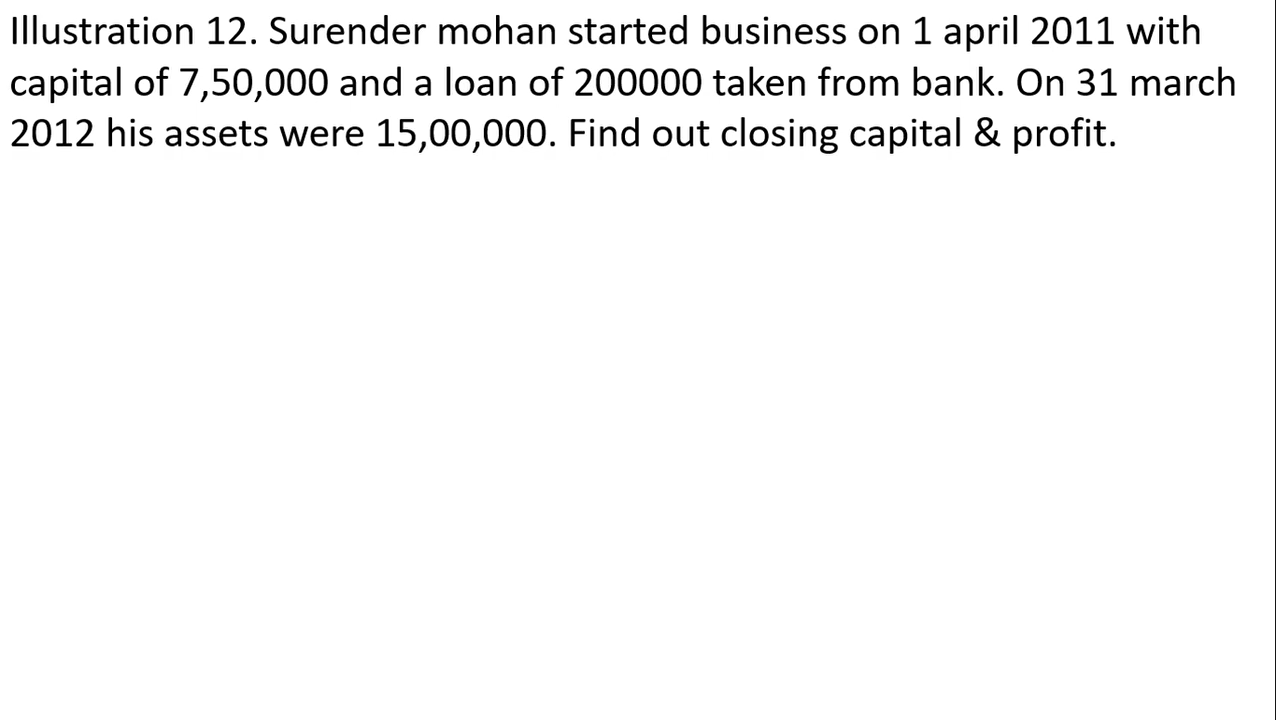 Illustration 12. Surender mohan started business on 1 april 2011 with
capital of 7,50,000 and a loan of 200000 taken from bank. On 31 march
2012 his assets were 15,00,000. Find out closing capital & profit.